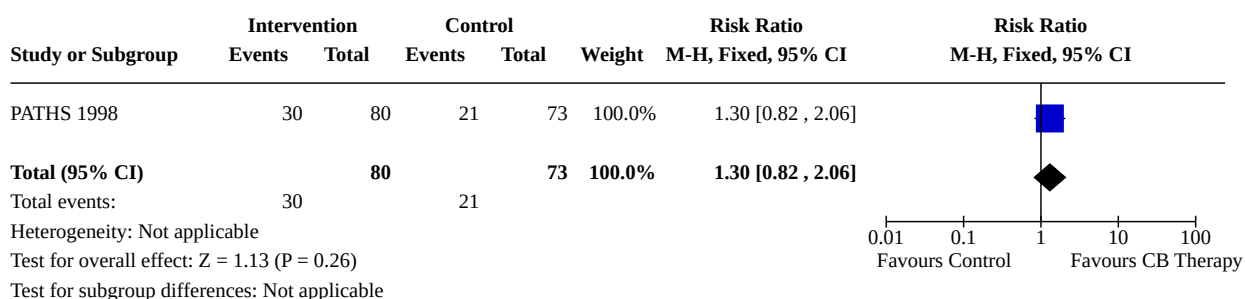 Intervention Control Risk Ratio Risk Ratio
Study or Subgroup Events Total Events Total Weight M-H, Fixed, 95% CI M-H, Fixed, 95% CI
PATHS 1998 30 80 21 73 100.0% 1.30 [0.82 , 2.06]
Total (95% CI) 80 73 100.0% 1.30 [0.82 , 2.06]
Total events: 30 21
Heterogeneity: Not applicable
0.01 0.1 1 10 100
Test for overall effect: Z = 1.13 (P = 0.26) Favours Control Favours CB Therapy
Test for subgroup differences: Not applicable